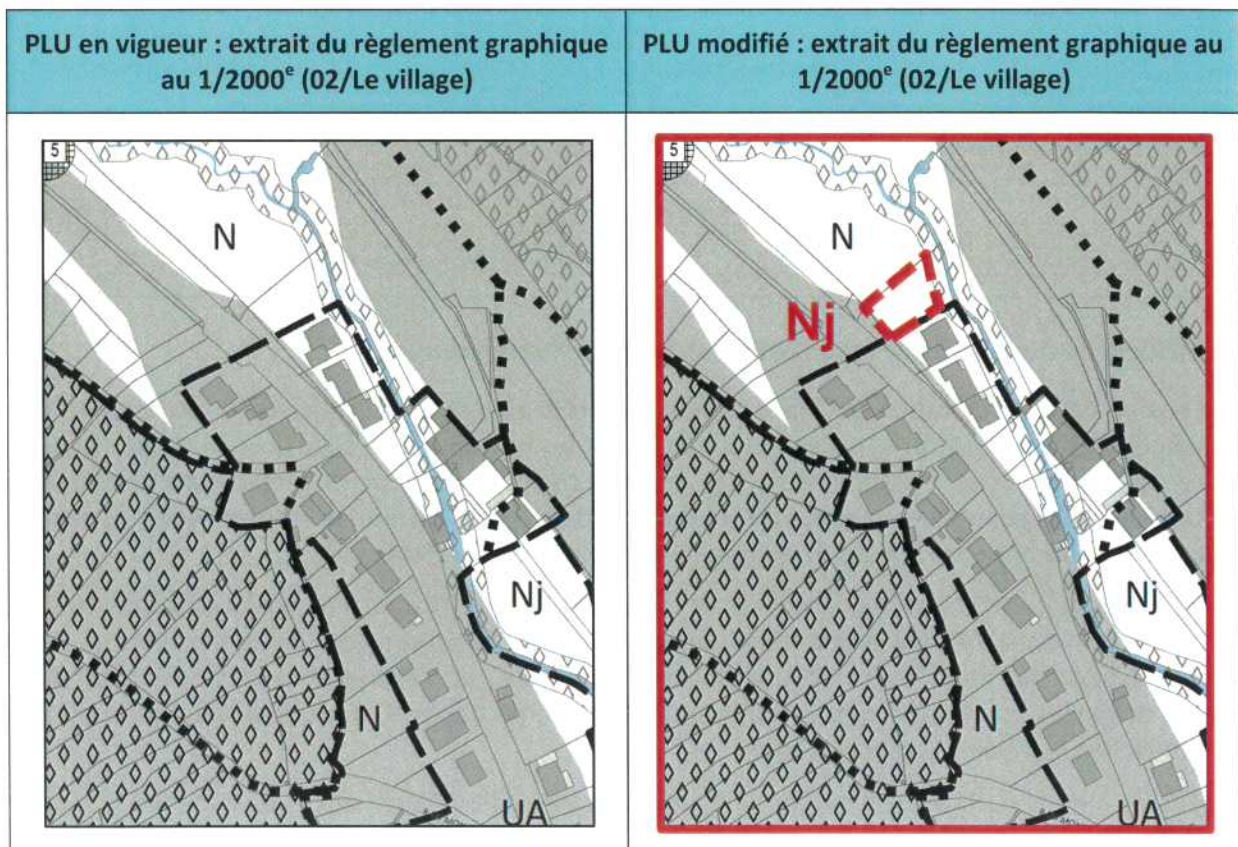 PLU en vigueur : extrait du règlement graphique
au 1/2000e (02/Le village)
PLU modifié : extrait du règlement graphique au
1/2000e (02/Le village)
5
N
Nj
N
UA
5
N
Nj
Nj
N
UA